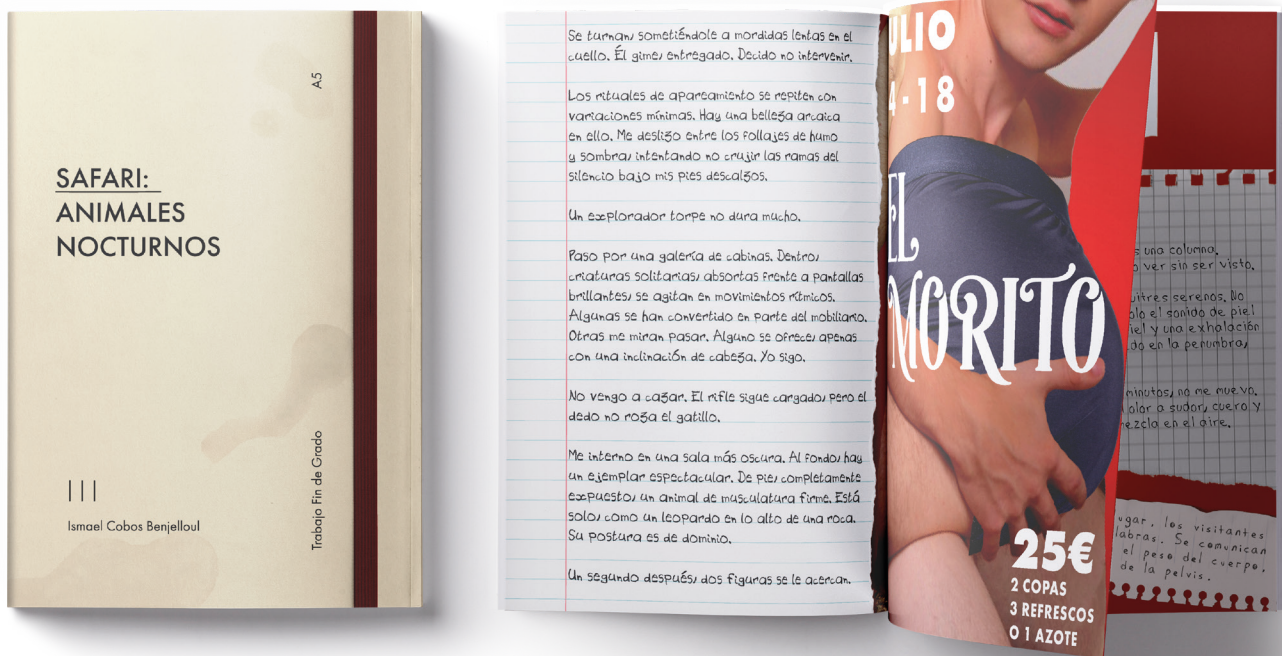 SAFARI:
ANIMALES
NOCTURNOS
|||
Ismael Cobos Benjelloul
A5
Trabajo Fin de Grado
Se turnan, sometiéndole a mordidas lentas en el
cuello. Él gime, entregado. Decido no intervenir.
Los rituales de apareamiento se repiten con
variaciones mínimas. Hay una belleza arcaica
en ello. Me deslizo entre los follajes de humo
y sombra, intentando no crujir las ramas del
silencio bajo mis pies descalzos.
Un explorador torpe no dura mucho.
Paso por una galería de cabinas. Dentro,
criaturas solitarias, absortas frente a pantallas
brillantes, se agitan en movimientos rítmicos.
Algunas se han convertido en parte del mobiliario.
Otras me miran pasar. Alguno se ofrece, apenas
con una inclinación de cabeza. Yo sigo.
No vengo a cazar. El rifle sigue cargado, pero el
dedo no roza el gatillo.
Me interno en una sala más oscura. Al fondo, hay
un ejemplar espectacular. De pie, completamente
expuesto, un animal de musculatura firme. Está
solo, como un leopardo en lo alto de una roca.
Su postura es de dominio.
Un segundo después, dos figuras se le acercan.
ULIO
4-18
EL
MORITO
25€
2 COPAS
3 REFRESCOS
O 1 AZOTE
una columna,
ver sin ser visto.
uitres serenos. No
olo el sonido de piel
iel y una exhalación
do en la penumbra,
minutos, no me muevo.
olor a sudor, cuero y
ezcla en el aire.
ugar, los visitantes
labras. Se comunican
el peso del cuerpo,
de la pelvis.